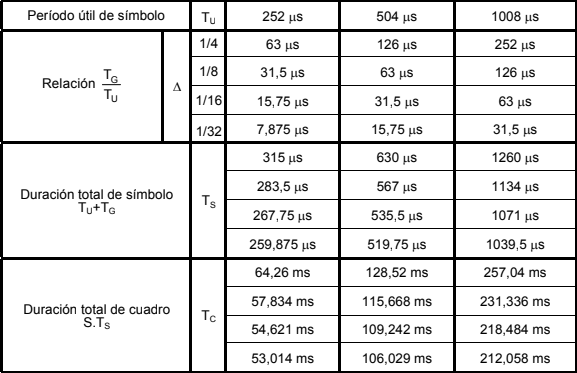 Período útil de símbolo T_U 252 µs 504 µs 1008 µs
Relación T_G/T_U Δ 1/4 63 µs 126 µs 252 µs
1/8 31,5 µs 63 µs 126 µs
1/16 15,75 µs 31,5 µs 63 µs
1/32 7,875 µs 15,75 µs 31,5 µs
Duración total de símbolo T_U+T_G T_S 315 µs 630 µs 1260 µs
283,5 µs 567 µs 1134 µs
267,75 µs 535,5 µs 1071 µs
259,875 µs 519,75 µs 1039,5 µs
Duración total de cuadro S.T_S T_C 64,26 ms 128,52 ms 257,04 ms
57,834 ms 115,668 ms 231,336 ms
54,621 ms 109,242 ms 218,484 ms
53,014 ms 106,029 ms 212,058 ms